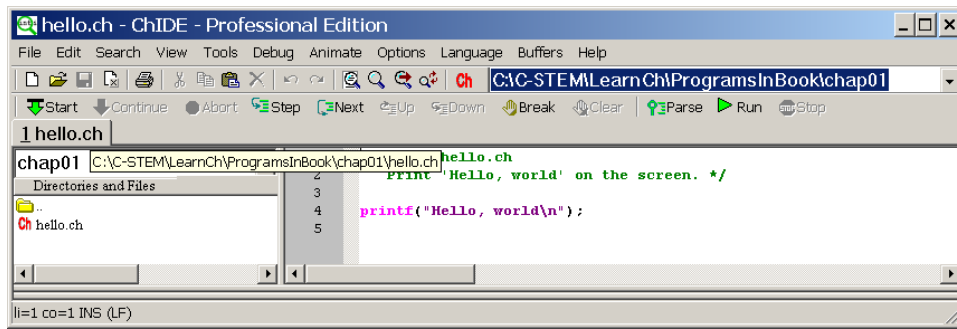 hello.ch - ChIDE - Professional Edition
File Edit Search View Tools Debug Animate Options Language Buffers Help
Ch C:\C-STEM\LearnCh\ProgramsInBook\chap01
Start Continue Abort Step Next Up Down Break Clear Parse Run Stop
1 hello.ch
chap01 C:\C-STEM\LearnCh\ProgramsInBook\chap01\hello.ch hello.ch
Directories and Files 2 Print 'Hello, world' on the screen. */
3
.. 4 printf("Hello, world\n");
Ch hello.ch 5
li=1 co=1 INS (LF)